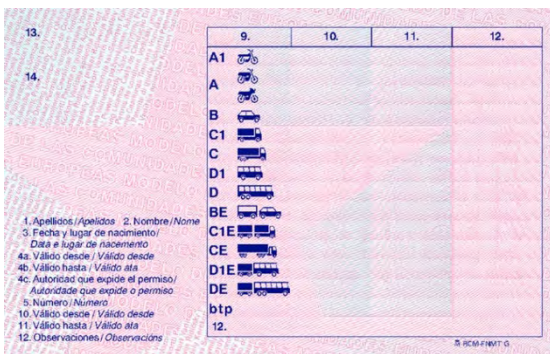 13.
14.
9. 10. 11. 12.
A1
A
B
C1
C
D1
D
BE
C1E
CE
D1E
DE
btp
12.
1. Apellidos / Apelidos 2. Nombre / Nome
3. Fecha y lugar de nacimiento /
Data e lugar de nacemento
4a. Válido desde / Válido desde
4b. Válido hasta / Válido ata
4c. Autoridad que expide el permiso /
Autoridade que expide o permiso
5. Número / Número
10. Válido desde / Válido desde
11. Válido hasta / Válido ata
12. Observaciones / Observacións
RCM-FNMT G